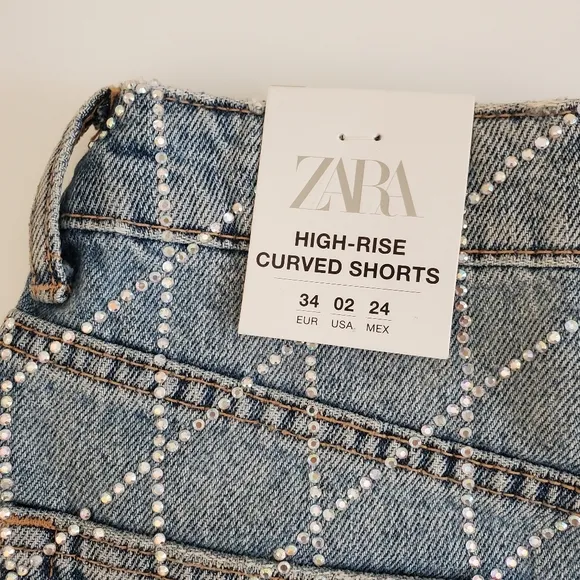 ZARA
HIGH-RISE
CURVED SHORTS
34 02 24
EUR USA MEX